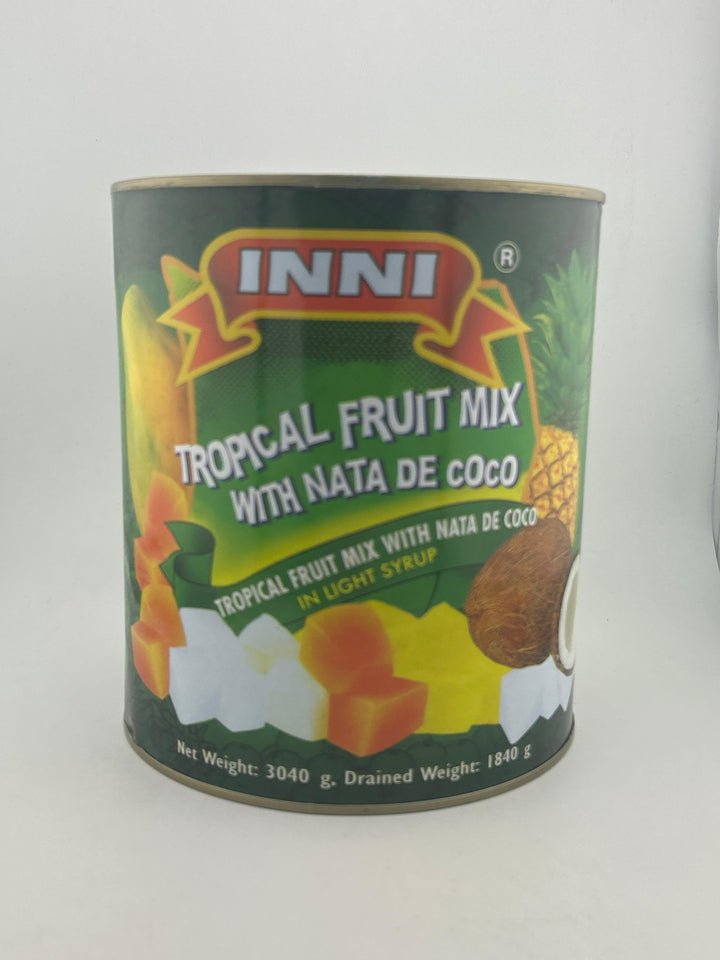 INNI
®
TROPICAL FRUIT MIX
WITH NATA DE COCO
TROPICAL FRUIT MIX WITH NATA DE COCO
IN LIGHT SYRUP
Net Weight: 3040 g, Drained Weight: 1840 g